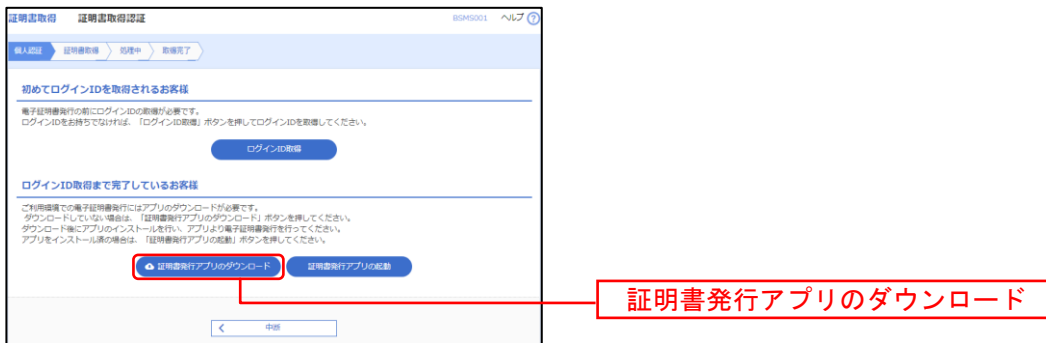 証明書取得 証明書取得認証 BSMS001 ヘルプ ?
個人認証 証明書取得 処理中 取得完了
初めてログインIDを取得されるお客様
電子証明書発行の前にログインIDの取得が必要です。
ログインIDをお持ちでなければ、「ログインID取得」ボタンを押してログインIDを取得してください。
ログインID取得
ログインID取得まで完了しているお客様
ご利用環境での電子証明書発行にはアプリのダウンロードが必要です。
ダウンロードしていない場合は、「証明書発行アプリのダウンロード」ボタンを押してください。
ダウンロード後にアプリのインストールを行い、アプリより電子証明書発行を行ってください。
アプリをインストール済の場合は、「証明書発行アプリの起動」ボタンを押してください。
証明書発行アプリのダウンロード 証明書発行アプリの起動
証明書発行アプリのダウンロード
中断